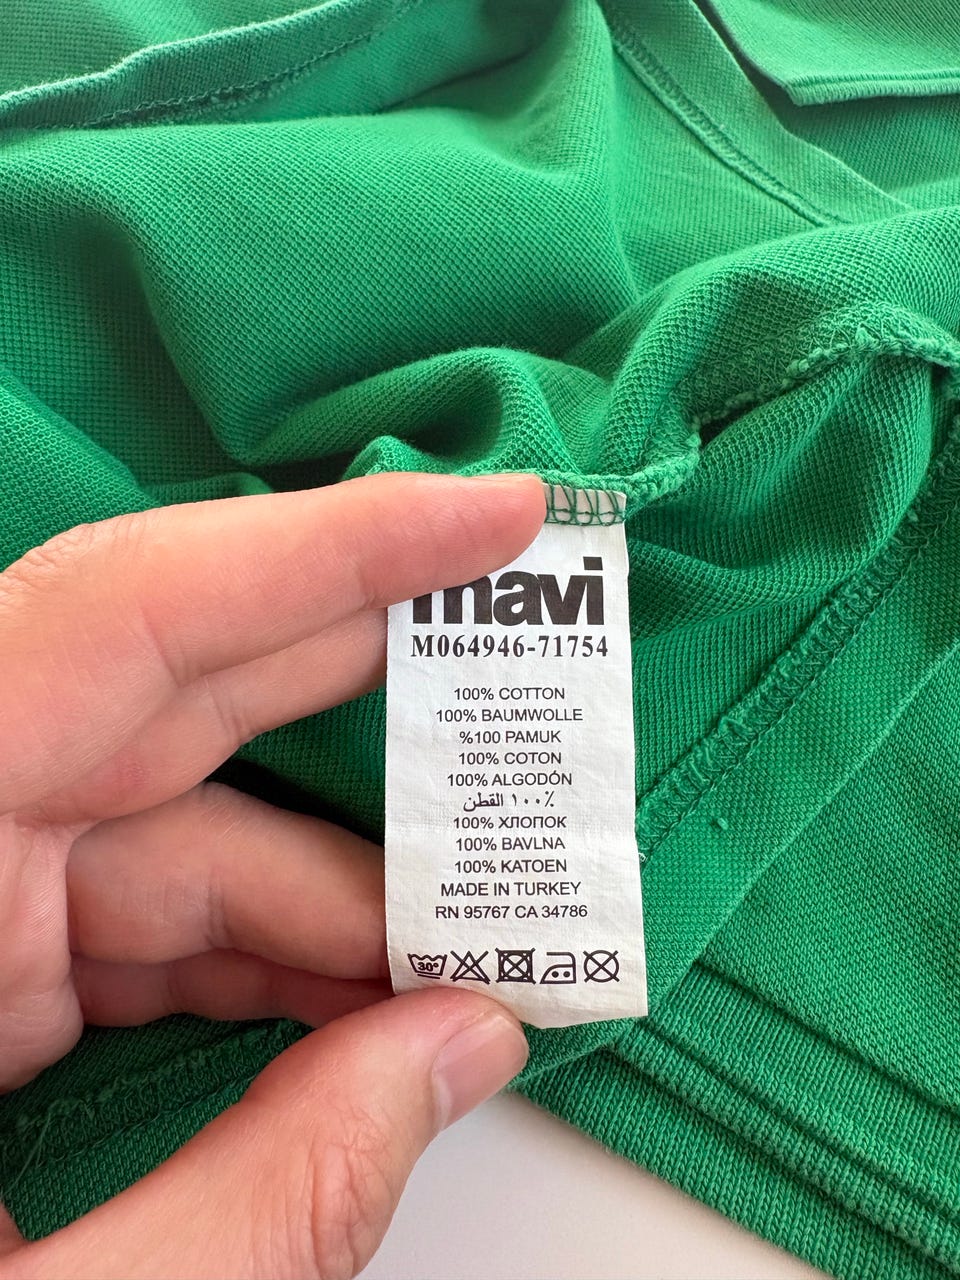 mavi
M064946-71754
100% COTTON
100% BAUMWOLLE
%100 PAMUK
100% COTON
100% ALGODÓN
١٠٠٪ القطن
100% ХЛОПОК
100% BAVLNA
100% KATOEN
MADE IN TURKEY
RN 95767 CA 34786
30°